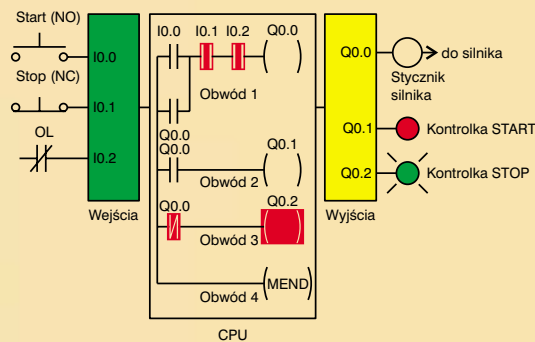 Start (NO)
I0.0
Stop (NC)
I0.1
OL
I0.2
Wejścia
I0.0 I0.1 I0.2 Q0.0
Obwód 1
Q0.0
Q0.0 Q0.1
Obwód 2
Q0.0 Q0.2
Obwód 3
MEND
Obwód 4
CPU
Q0.0 do silnika
Stycznik
silnika
Q0.1 Kontrolka START
Q0.2 Kontrolka STOP
Wyjścia